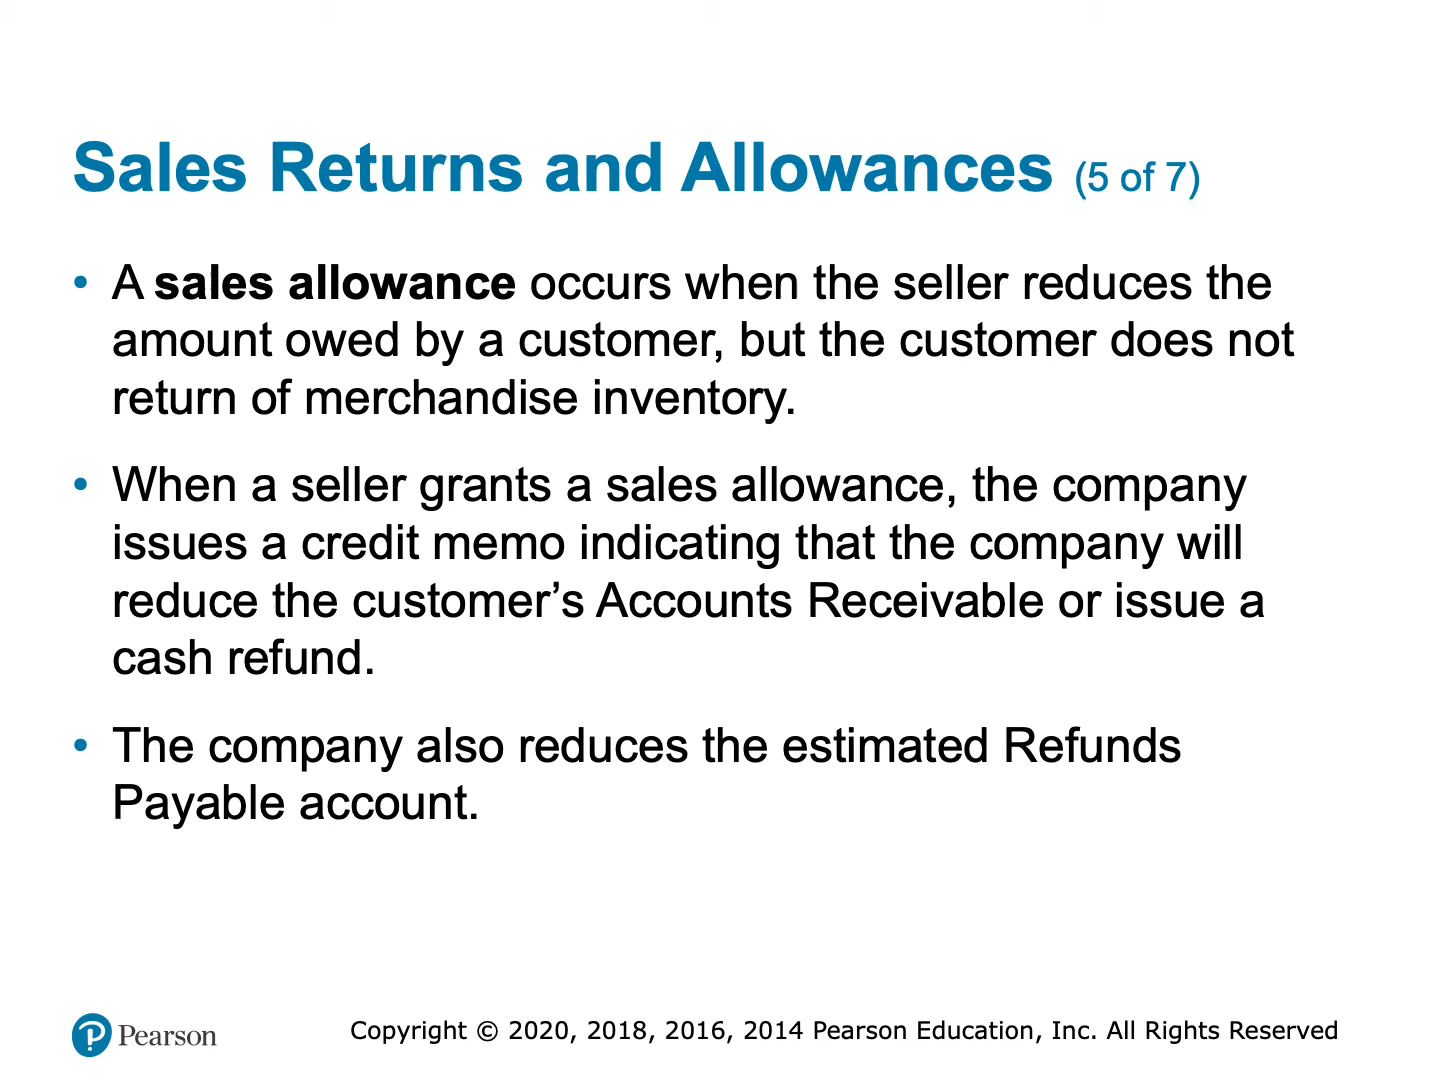 Sales Returns and Allowances (5 of 7)
• A sales allowance occurs when the seller reduces the
amount owed by a customer, but the customer does not
return of merchandise inventory.
• When a seller grants a sales allowance, the company
issues a credit memo indicating that the company will
reduce the customer’s Accounts Receivable or issue a
cash refund.
• The company also reduces the estimated Refunds
Payable account.
P Pearson
Copyright © 2020, 2018, 2016, 2014 Pearson Education, Inc. All Rights Reserved